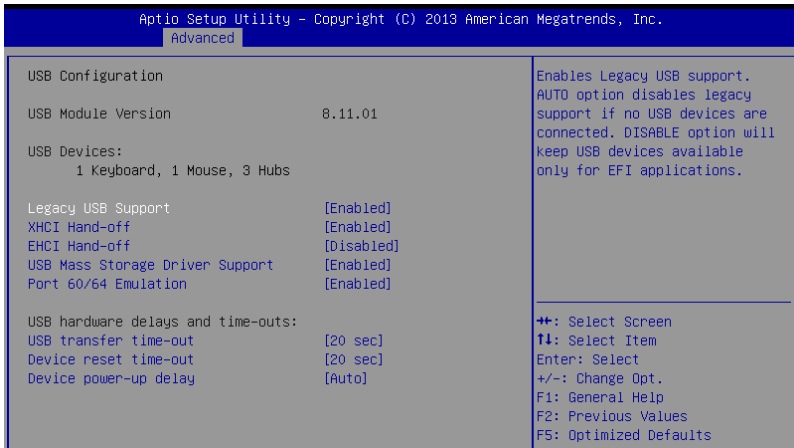 Aptio Setup Utility – Copyright (C) 2013 American Megatrends, Inc.
Advanced
USB Configuration
USB Module Version 8.11.01
USB Devices:
1 Keyboard, 1 Mouse, 3 Hubs
Legacy USB Support [Enabled]
XHCI Hand-off [Enabled]
EHCI Hand-off [Disabled]
USB Mass Storage Driver Support [Enabled]
Port 60/64 Emulation [Enabled]
USB hardware delays and time-outs:
USB transfer time-out [20 sec]
Device reset time-out [20 sec]
Device power-up delay [Auto]
Enables Legacy USB support.
AUTO option disables legacy
support if no USB devices are
connected. DISABLE option will
keep USB devices available
only for EFI applications.
→←: Select Screen
↑↓: Select Item
Enter: Select
+/-: Change Opt.
F1: General Help
F2: Previous Values
F5: Optimized Defaults